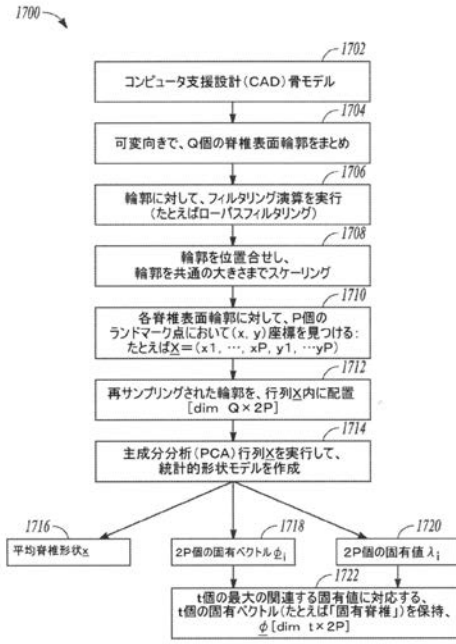 1700
1702
コンピュータ支援設計(CAD)骨モデル
1704
可変向きで、Q個の脊椎表面輪郭をまとめ
1706
輪郭に対して、フィルタリング演算を実行
(たとえばローパスフィルタリング)
1708
輪郭を位置合せし、
輪郭を共通の大きさまでスケーリング
1710
各脊椎表面輪郭に対して、P個の
ランドマーク点において(x, y)座標を見つける:
たとえばX=(x1, …, xP, y1, …yP)
1712
再サンプリングされた輪郭を、行列X内に配置
[dim Q×2P]
1714
主成分分析(PCA)行列Xを実行して、
統計的形状モデルを作成
1716
平均脊椎形状x
1718
2P個の固有ベクトルϕi
1720
2P個の固有値λi
1722
t個の最大の関連する固有値に対応する、
t個の固有ベクトル(たとえば「固有脊椎」)を保持、
ϕ[dim t×2P]